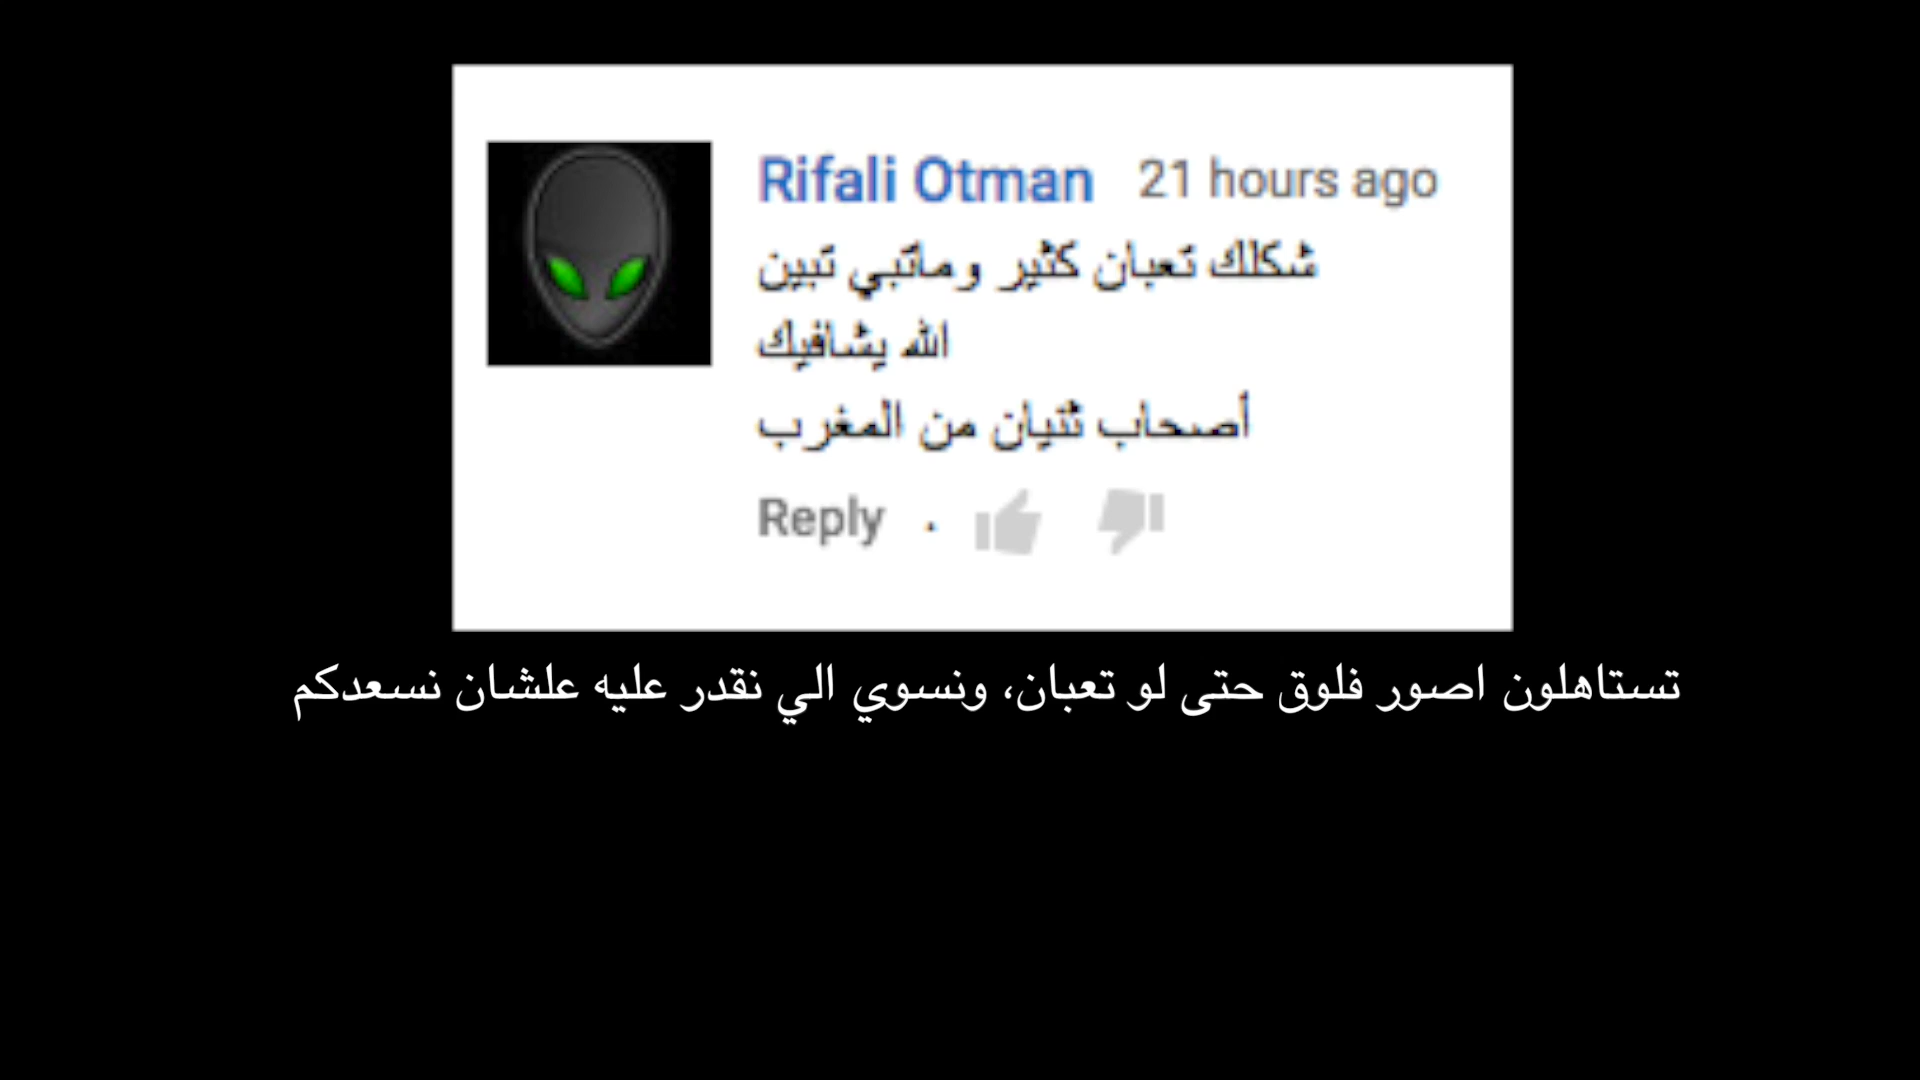 Rifali Otman 21 hours ago
شكلك تعبان كثير وماتبي تبين
الله يشافيك
أصحاب ثنيان من المغرب
Reply .
تستاهلون اصور فلوق حتى لو تعبان، ونسوي الي نقدر عليه علشان نسعدكم